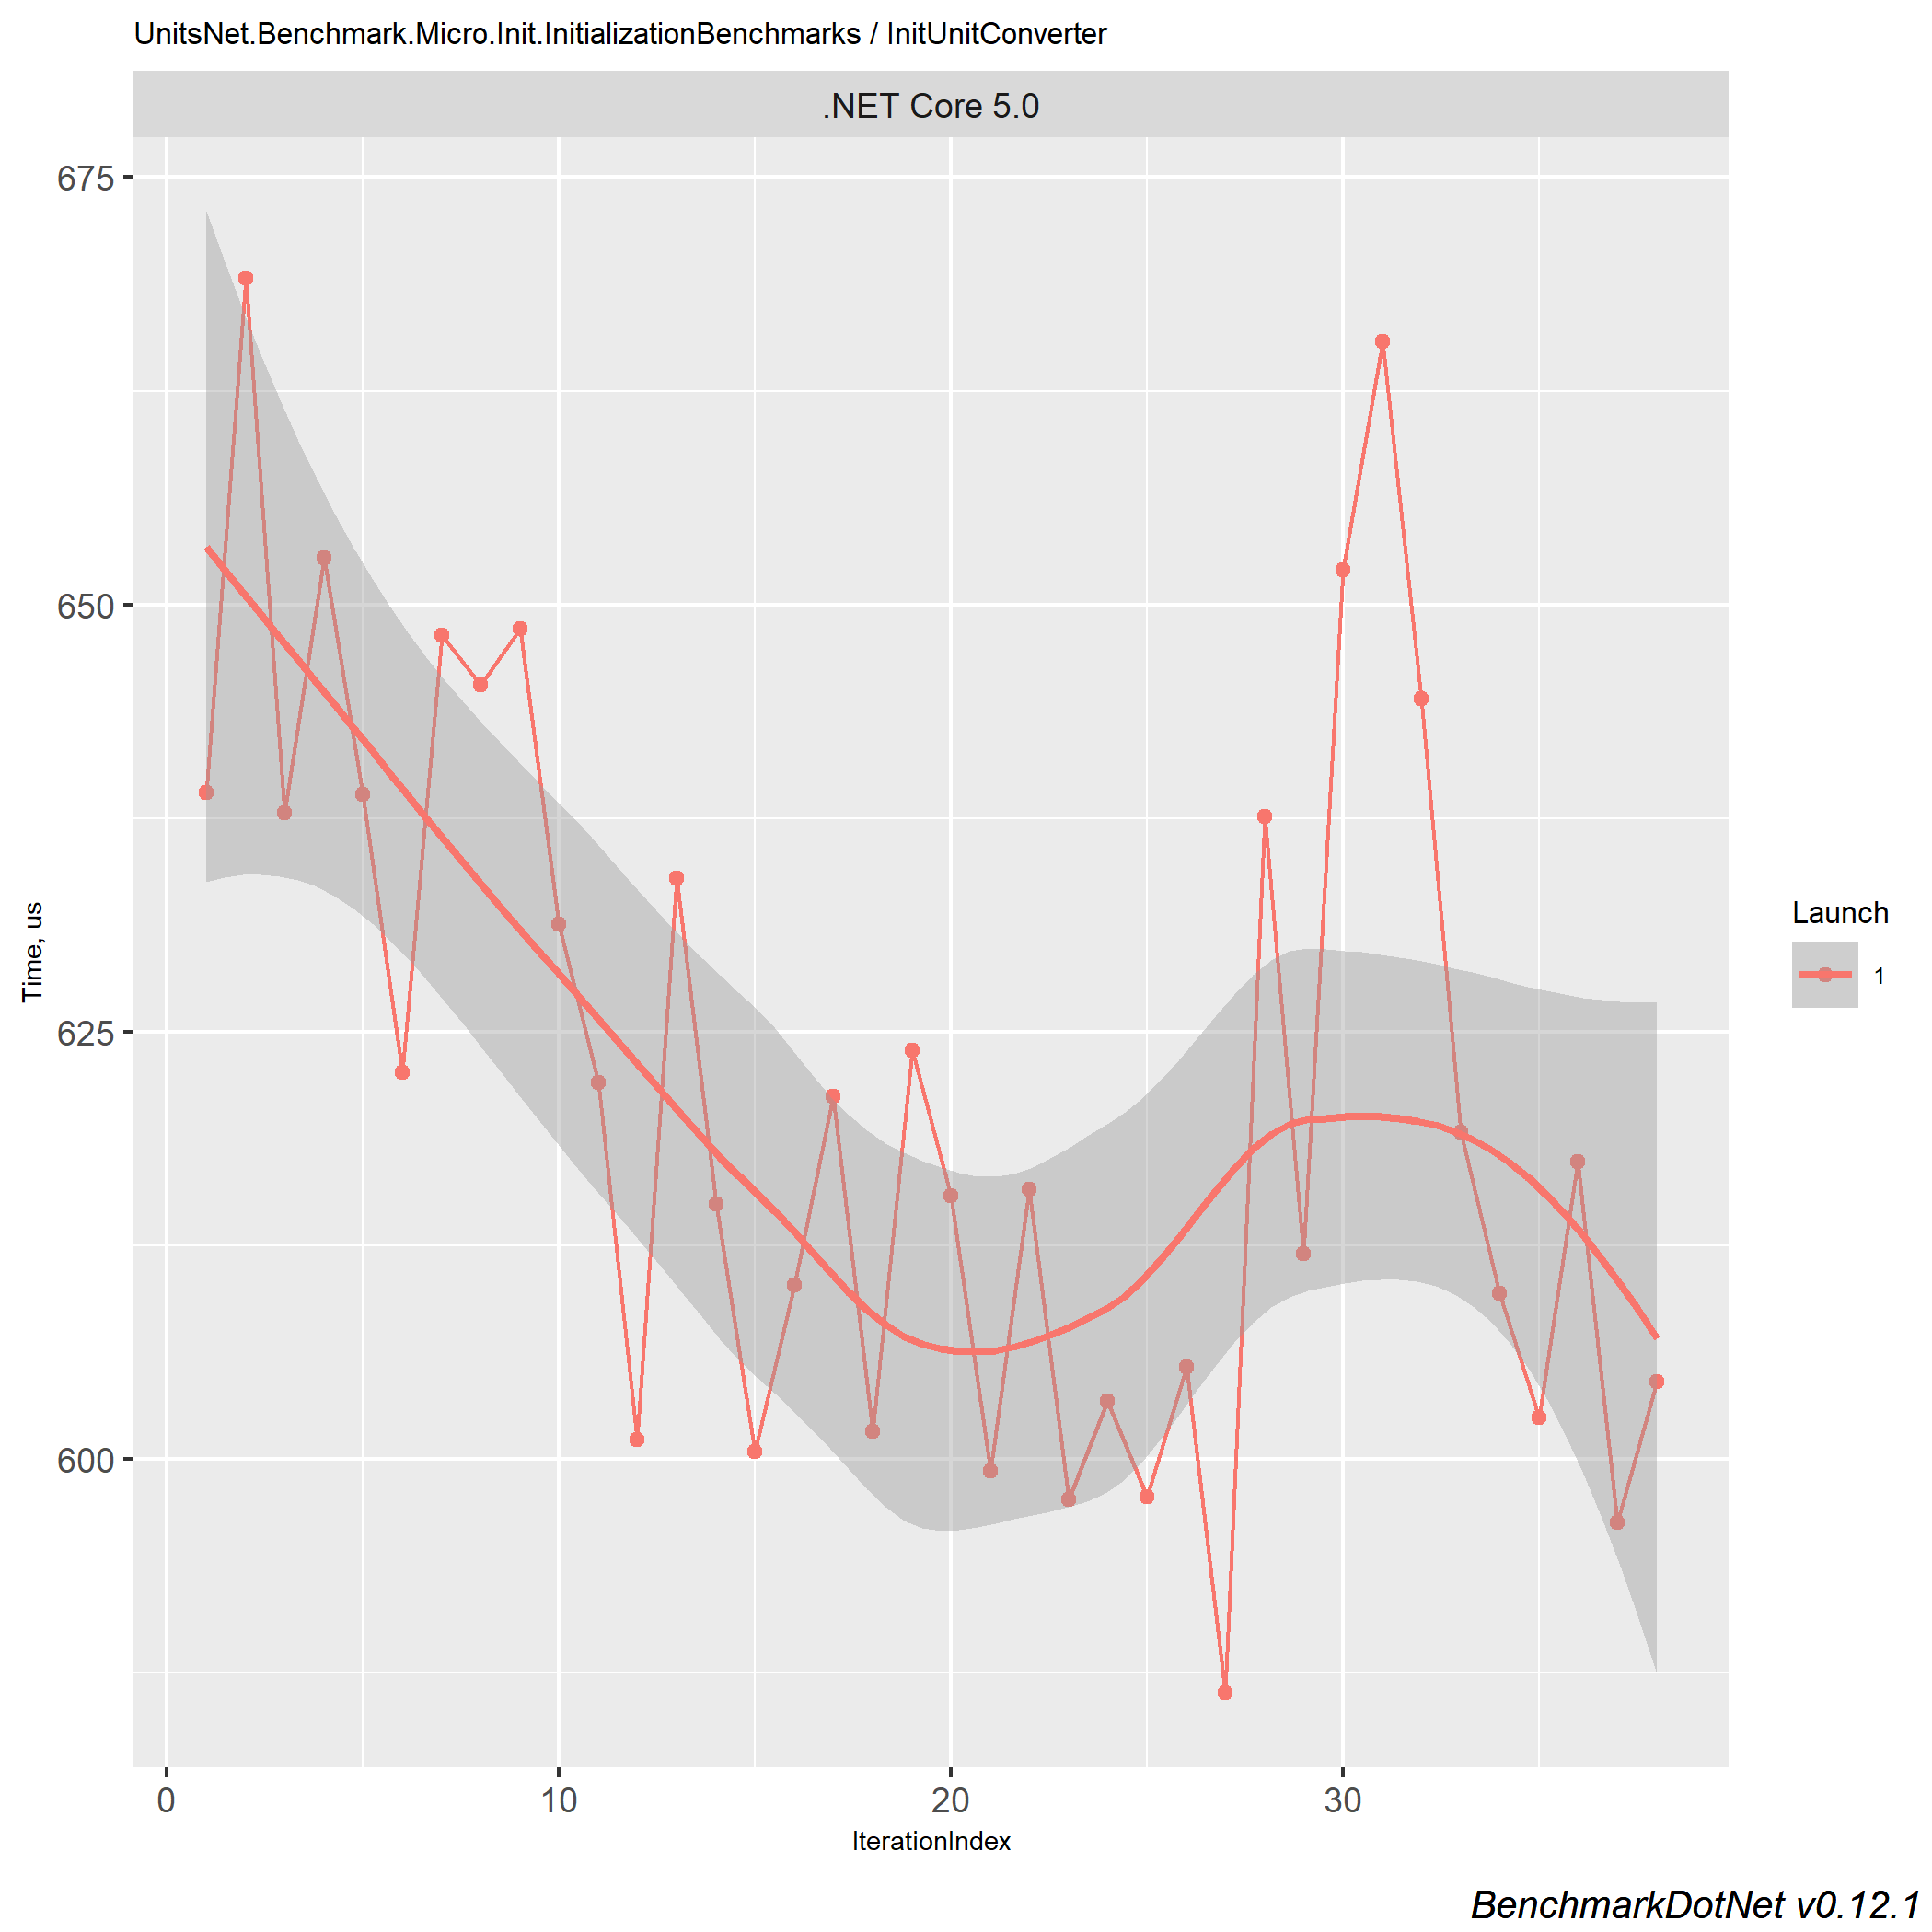 UnitsNet.Benchmark.Micro.Init.InitializationBenchmarks / InitUnitConverter
.NET Core 5.0
675
650
625
600
Time, us
0 10 20 30
IterationIndex
Launch
1
BenchmarkDotNet v0.12.1